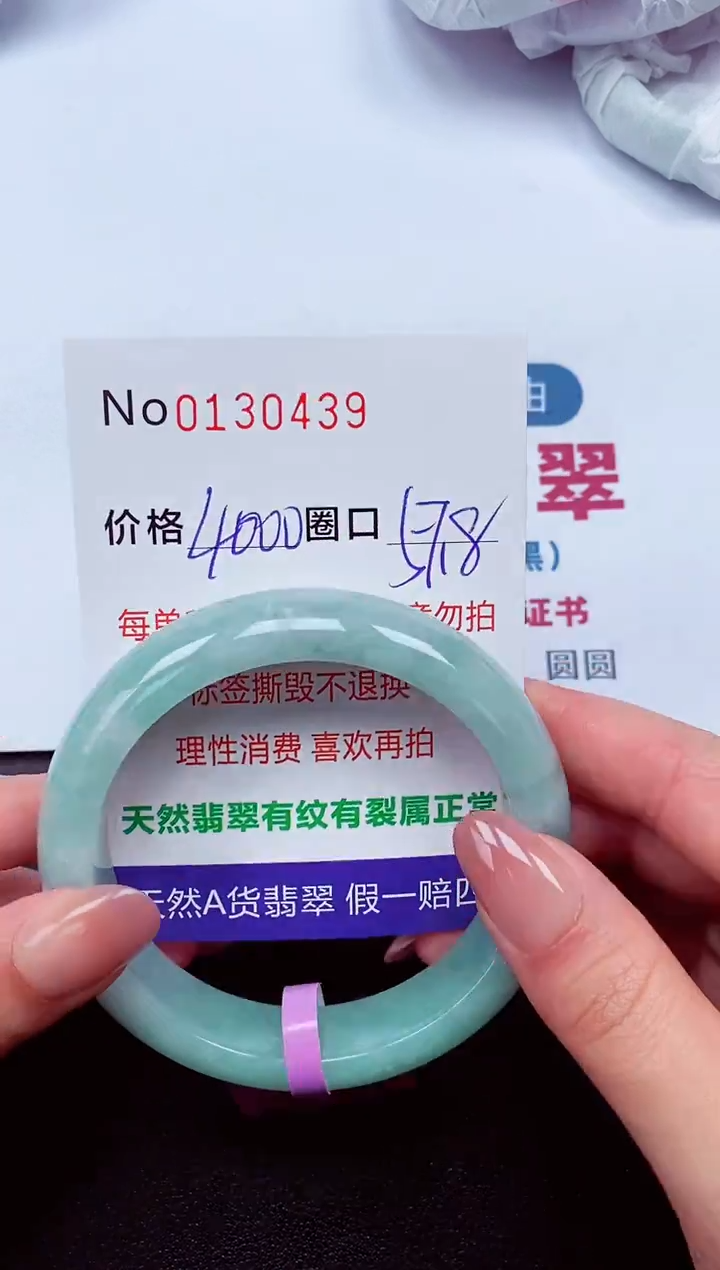 No0130439
价格4000圈口57.8
每单 勿拍
标签撕毁不退换
理性消费 喜欢再拍
天然翡翠有纹有裂属正常
天然A货翡翠 假一赔四
翠
证书
圆圆